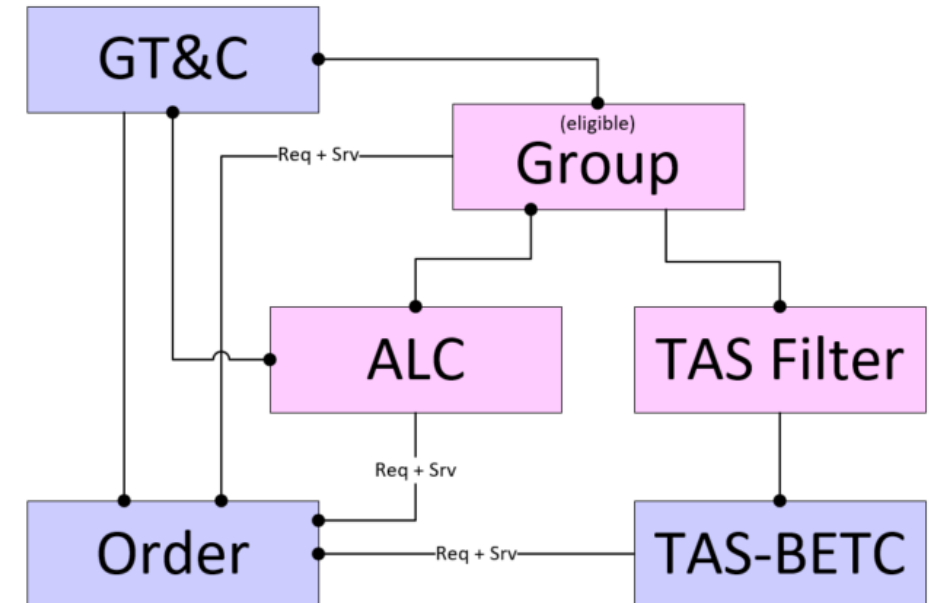 GT&C
(eligible)
Group
Req + Srv
ALC
TAS Filter
Req + Srv
Order
Req + Srv
TAS-BETC